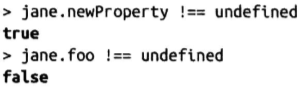 > jane.newProperty !== undefined
true
> jane.foo !== undefined
false